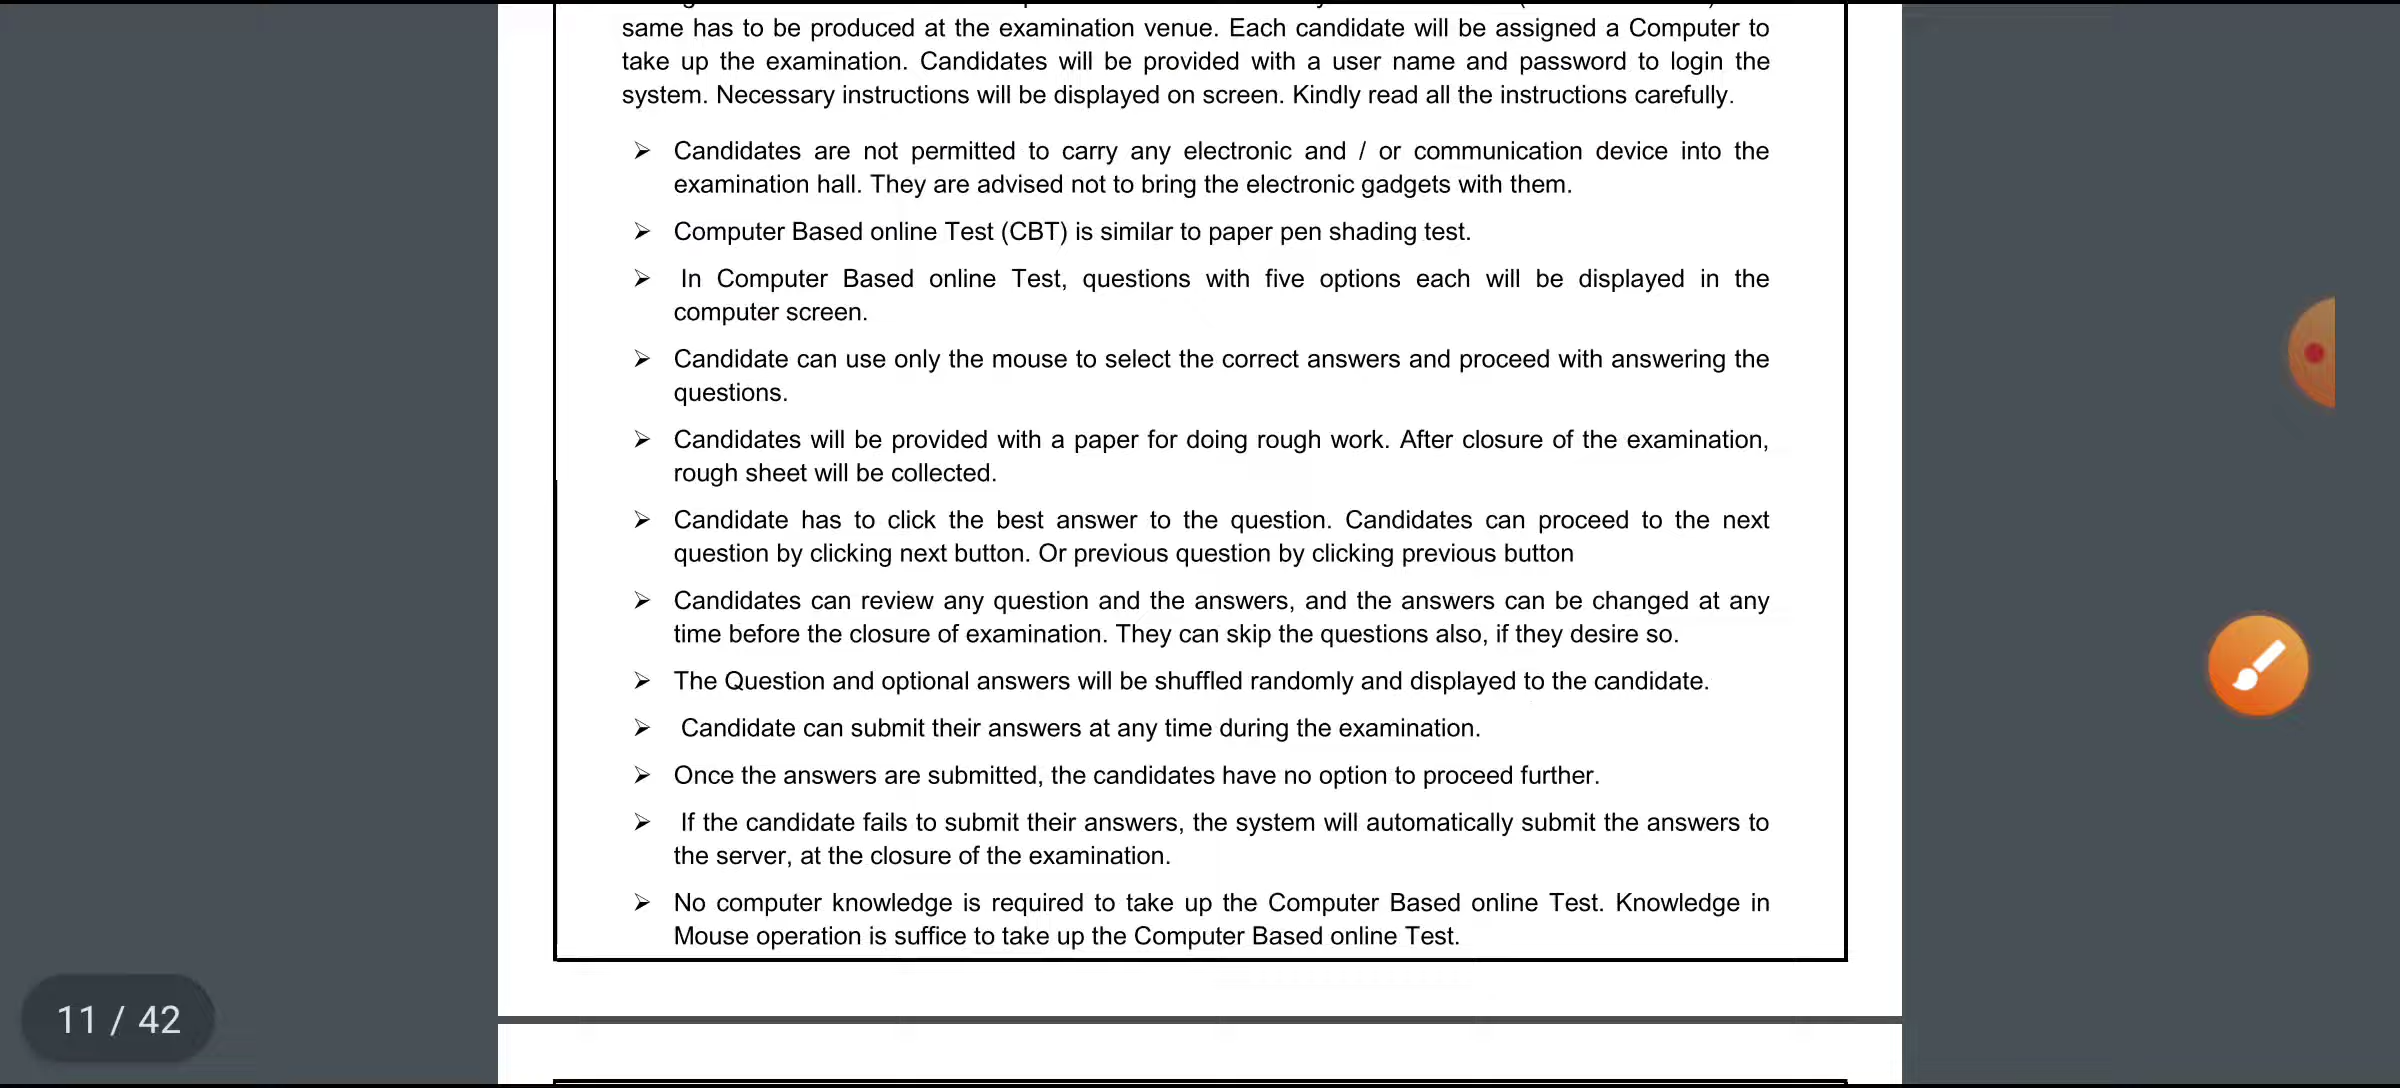 same has to be produced at the examination venue. Each candidate will be assigned a Computer to
take up the examination. Candidates will be provided with a user name and password to login the
system. Necessary instructions will be displayed on screen. Kindly read all the instructions carefully.
➢ Candidates are not permitted to carry any electronic and / or communication device into the
examination hall. They are advised not to bring the electronic gadgets with them.
➢ Computer Based online Test (CBT) is similar to paper pen shading test.
➢ In Computer Based online Test, questions with five options each will be displayed in the
computer screen.
➢ Candidate can use only the mouse to select the correct answers and proceed with answering the
questions.
➢ Candidates will be provided with a paper for doing rough work. After closure of the examination,
rough sheet will be collected.
➢ Candidate has to click the best answer to the question. Candidates can proceed to the next
question by clicking next button. Or previous question by clicking previous button
➢ Candidates can review any question and the answers, and the answers can be changed at any
time before the closure of examination. They can skip the questions also, if they desire so.
➢ The Question and optional answers will be shuffled randomly and displayed to the candidate.
➢ Candidate can submit their answers at any time during the examination.
➢ Once the answers are submitted, the candidates have no option to proceed further.
➢ If the candidate fails to submit their answers, the system will automatically submit the answers to
the server, at the closure of the examination.
➢ No computer knowledge is required to take up the Computer Based online Test. Knowledge in
Mouse operation is suffice to take up the Computer Based online Test.
11 / 42